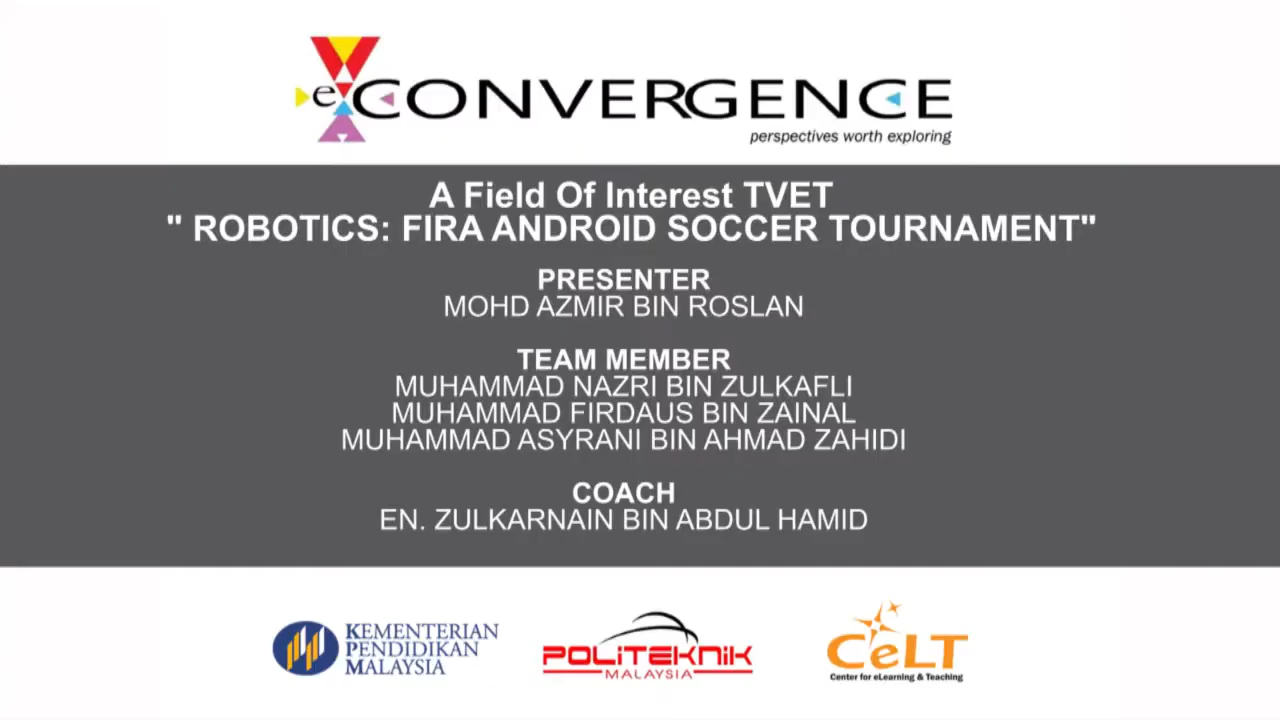 eCONVERGENCE
perspectives worth exploring
A Field Of Interest TVET
" ROBOTICS: FIRA ANDROID SOCCER TOURNAMENT"
PRESENTER
MOHD AZMIR BIN ROSLAN
TEAM MEMBER
MUHAMMAD NAZRI BIN ZULKAFLI
MUHAMMAD FIRDAUS BIN ZAINAL
MUHAMMAD ASYRANI BIN AHMAD ZAHIDI
COACH
EN. ZULKARNAIN BIN ABDUL HAMID
KEMENTERIAN
PENDIDIKAN
MALAYSIA
POLITEKNIK
MALAYSIA
CeLT
Center for eLearning & Teaching